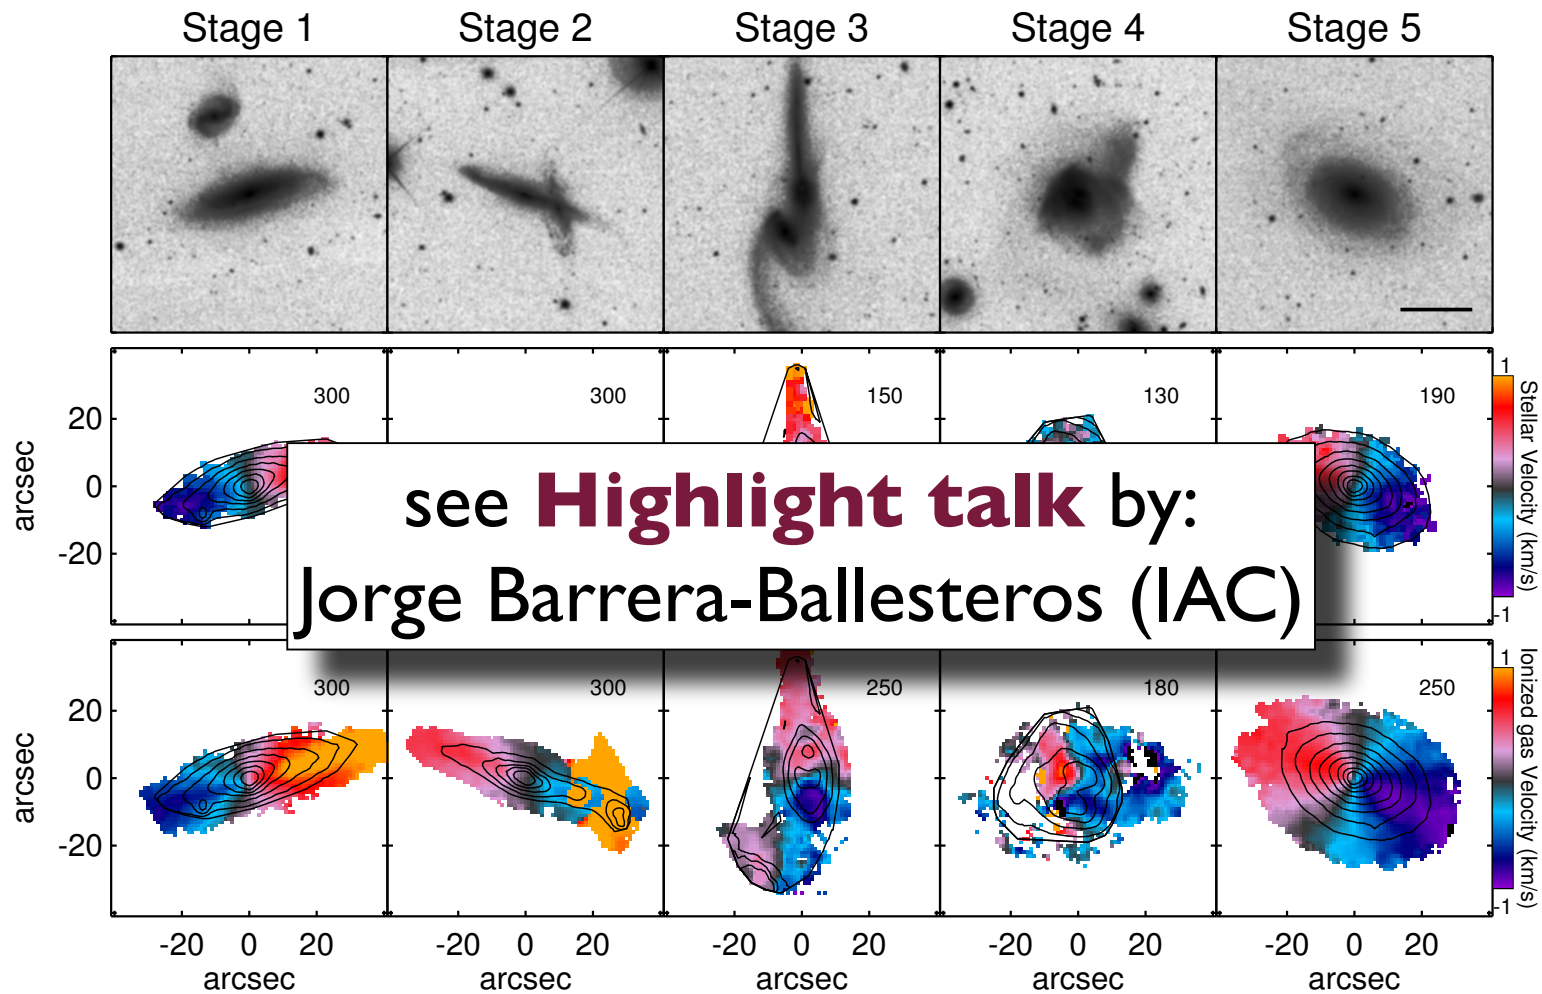 Stage 1 Stage 2 Stage 3 Stage 4 Stage 5
300 300 150 130 190
20
0
-20
arcsec
1
Stellar Velocity (km/s)
-1
see Highlight talk by:
Jorge Barrera-Ballesteros (IAC)
300 300 250 180 250
20
0
-20
arcsec
1
Ionized gas Velocity (km/s)
-1
-20 0 20 -20 0 20 -20 0 20 -20 0 20 -20 0 20
arcsec arcsec arcsec arcsec arcsec